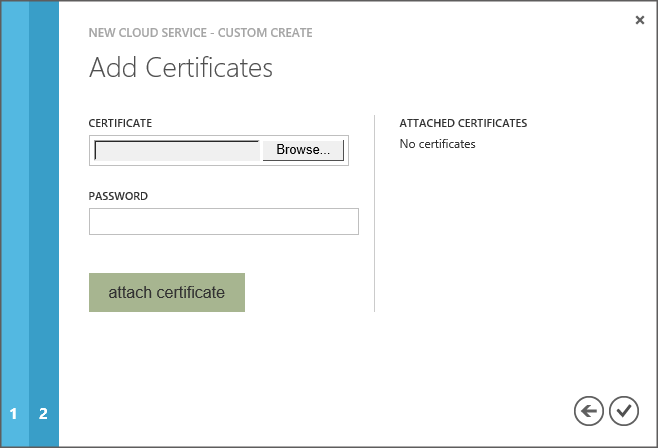 NEW CLOUD SERVICE - CUSTOM CREATE
Add Certificates
CERTIFICATE
Browse...
PASSWORD
attach certificate
ATTACHED CERTIFICATES
No certificates
1 2